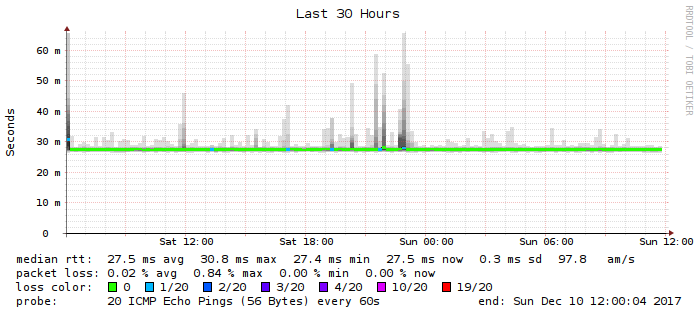 Last 30 Hours
RRDTOOL / TOBI OETIKER
Seconds
60 m
50 m
40 m
30 m
20 m
10 m
0
Sat 12:00 Sat 18:00 Sun 00:00 Sun 06:00 Sun 12:00
median rtt: 27.5 ms avg 30.8 ms max 27.4 ms min 27.5 ms now 0.3 ms sd 97.8 am/s
packet loss: 0.02 % avg 0.84 % max 0.00 % min 0.00 % now
loss color: 0 1/20 2/20 3/20 4/20 10/20 19/20
probe: 20 ICMP Echo Pings (56 Bytes) every 60s end: Sun Dec 10 12:00:04 2017